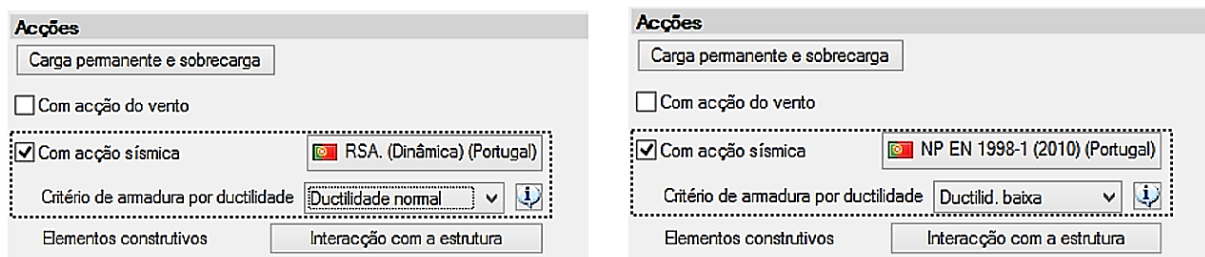 Acções
Carga permanente e sobrecarga
Com acção do vento
Com acção sísmica
RSA. (Dinâmica) (Portugal)
Critério de armadura por ductilidade
Ductilidade normal
Elementos construtivos
Interacção com a estrutura
Acções
Carga permanente e sobrecarga
Com acção do vento
Com acção sísmica
NP EN 1998-1 (2010) (Portugal)
Critério de armadura por ductilidade
Ductilid. baixa
Elementos construtivos
Interacção com a estrutura